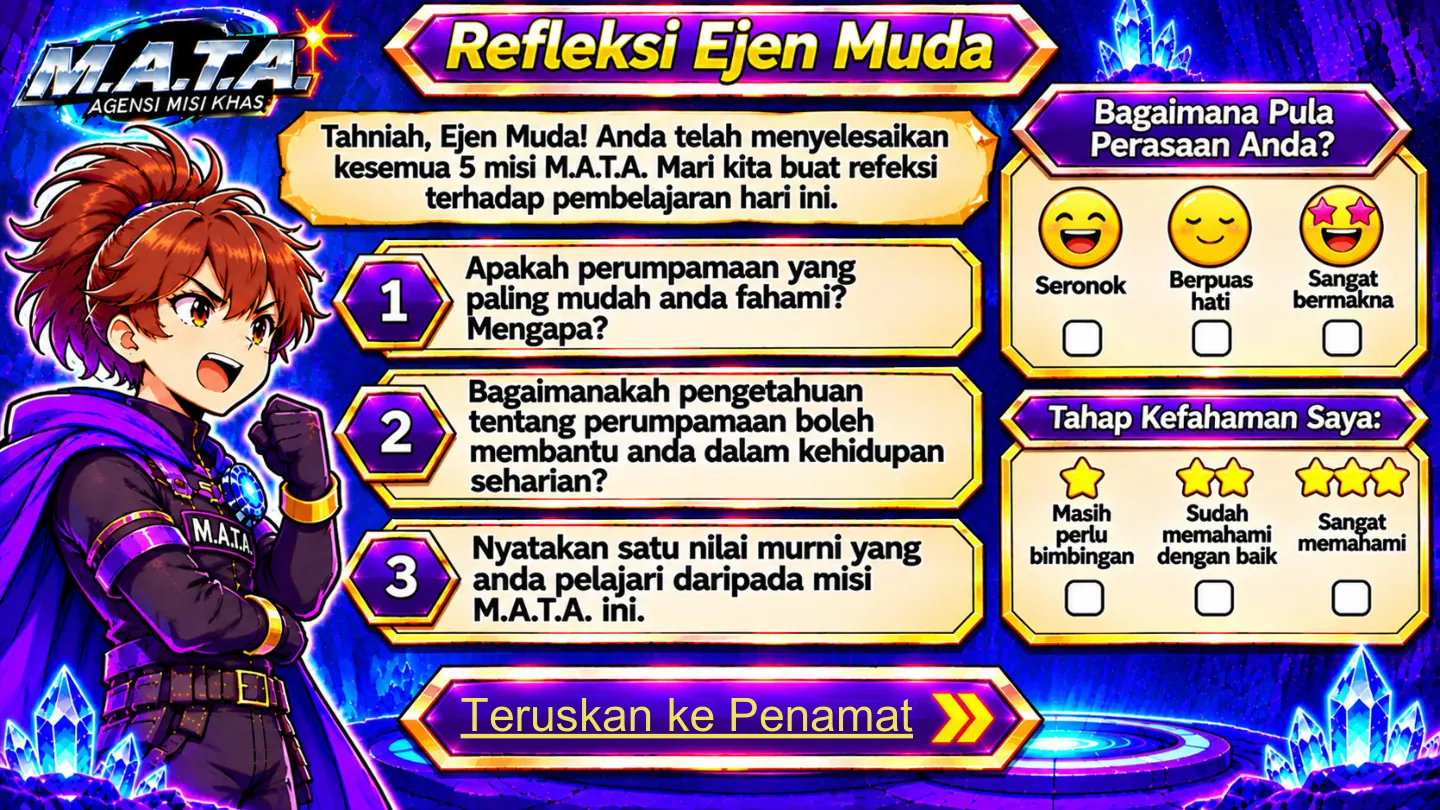 M.A.T.A.
AGENSI MISI KHAS
Refleksi Ejen Muda
Tahniah, Ejen Muda! Anda telah menyelesaikan
kesemua 5 misi M.A.T.A. Mari kita buat refeksi
terhadap pembelajaran hari ini.
1
Apakah perumpamaan yang
paling mudah anda fahami?
Mengapa?
2
Bagaimanakah pengetahuan
tentang perumpamaan boleh
membantu anda dalam kehidupan
seharian?
3
Nyatakan satu nilai murni yang
anda pelajari daripada misi
M.A.T.A. ini.
Bagaimana Pula
Perasaan Anda?
Seronok
Berpuas
hati
Sangat
bermakna
Tahap Kefahaman Saya:
Masih
perlu
bimbingan
Sudah
memahami
dengan baik
Sangat
memahami
M.A.T.A.
Teruskan ke Penamat